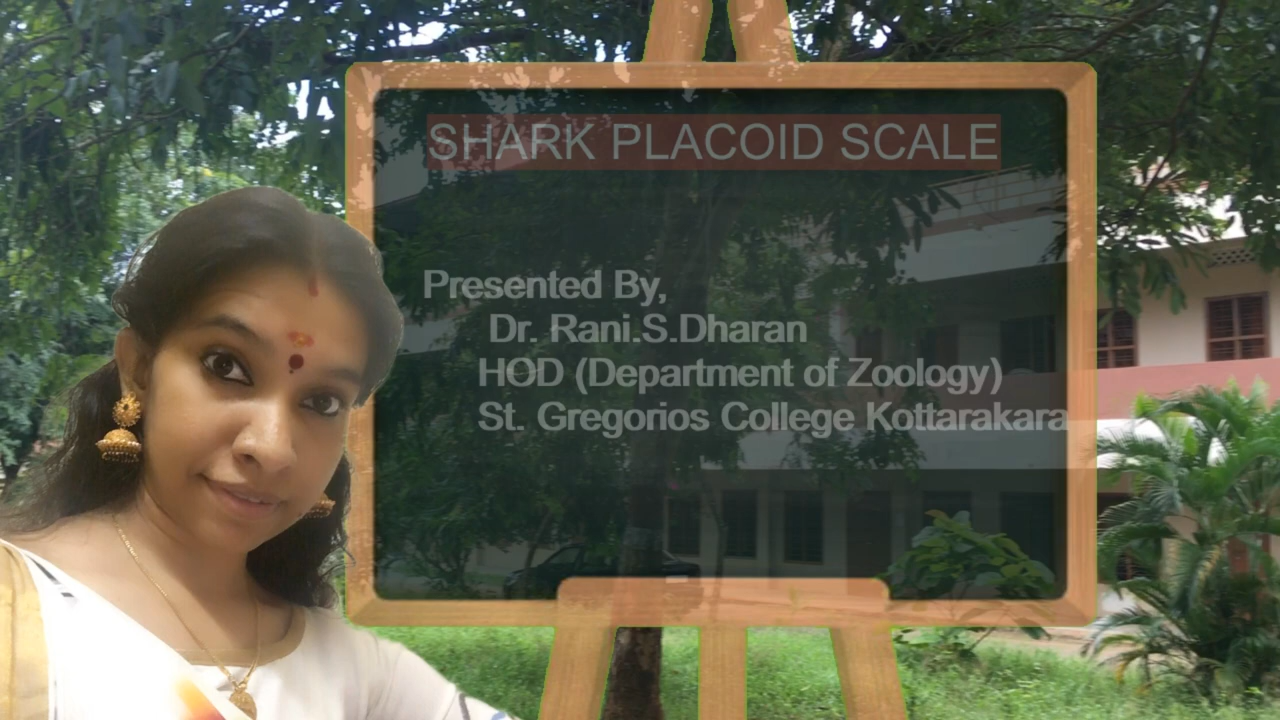 SHARK PLACOID SCALE
Presented By,
Dr. Rani.S.Dharan
HOD (Department of Zoology)
St. Gregorios College Kottarakara